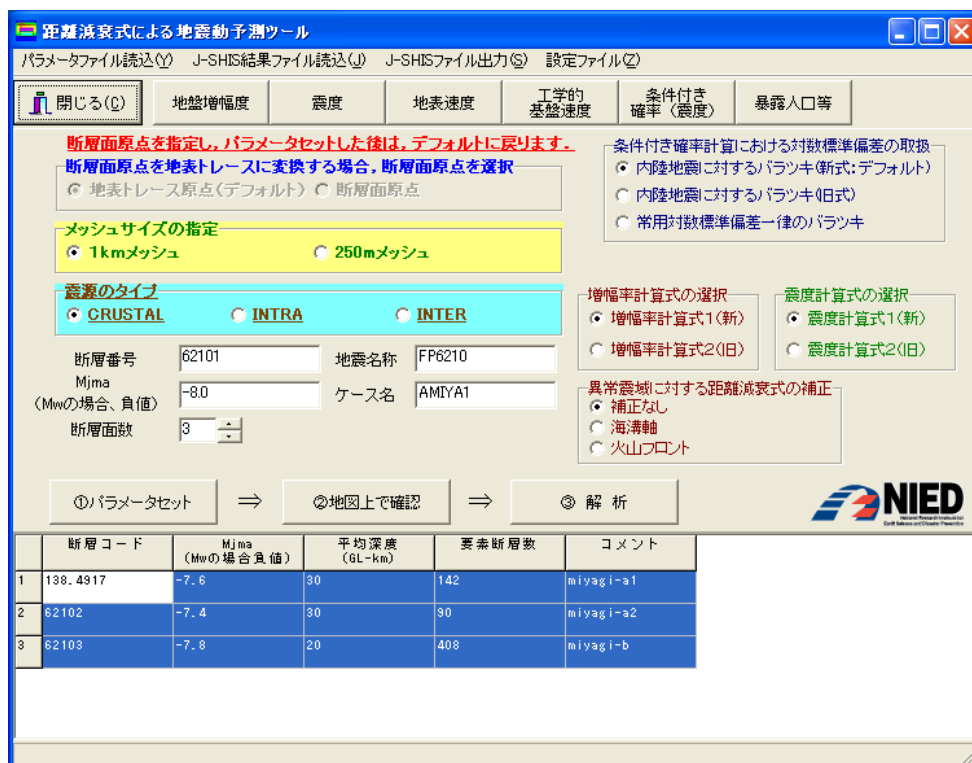 距離減衰式による地震動予測ツール
パラメータファイル読込(Y) J-SHIS結果ファイル読込(J) J-SHISファイル出力(S) 設定ファイル(Z)
閉じる(C) 地盤増幅度 震度 地表速度 工学的基盤速度 条件付き確率（震度） 暴露人口等
断層面原点を指定し，パラメータセットした後は，デフォルトに戻ります．
断層面原点を地表トレースに変換する場合，断層面原点を選択
地表トレース原点(デフォルト) 断層面原点
条件付き確率計算における対数標準偏差の取扱
内陸地震に対するバラツキ(新式:デフォルト)
内陸地震に対するバラツキ(旧式)
常用対数標準偏差一律のバラツキ
メッシュサイズの指定
1kmメッシュ 250mメッシュ
震源のタイプ
CRUSTAL INTRA INTER
増幅率計算式の選択
増幅率計算式1(新)
増幅率計算式2(旧)
震度計算式の選択
震度計算式1(新)
震度計算式2(旧)
断層番号 62101 地震名称 FP6210
Mjma
(Mwの場合、負値) -8.0 ケース名 AMIYA1
断層面数 3
異常震域に対する距離減衰式の補正
補正なし
海溝軸
火山フロント
①パラメータセット ⇒ ②地図上で確認 ⇒ ③ 解 析
NIED
断層コード Mjma(Mwの場合負値) 平均深度(GL-km) 要素断層数 コメント
1 138.4917 -7.6 30 142 miyagi-a1
2 62102 -7.4 30 90 miyagi-a2
3 62103 -7.8 20 408 miyagi-b